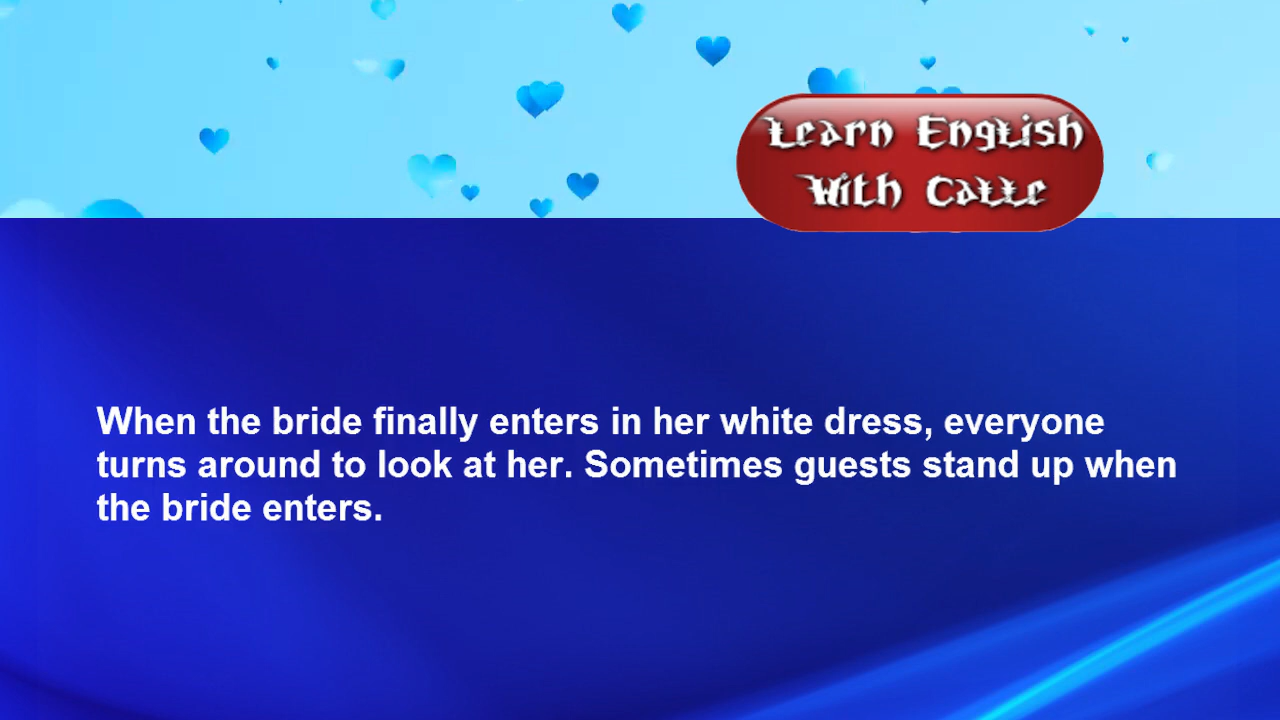 Learn English
With Calle
When the bride finally enters in her white dress, everyone
turns around to look at her. Sometimes guests stand up when
the bride enters.